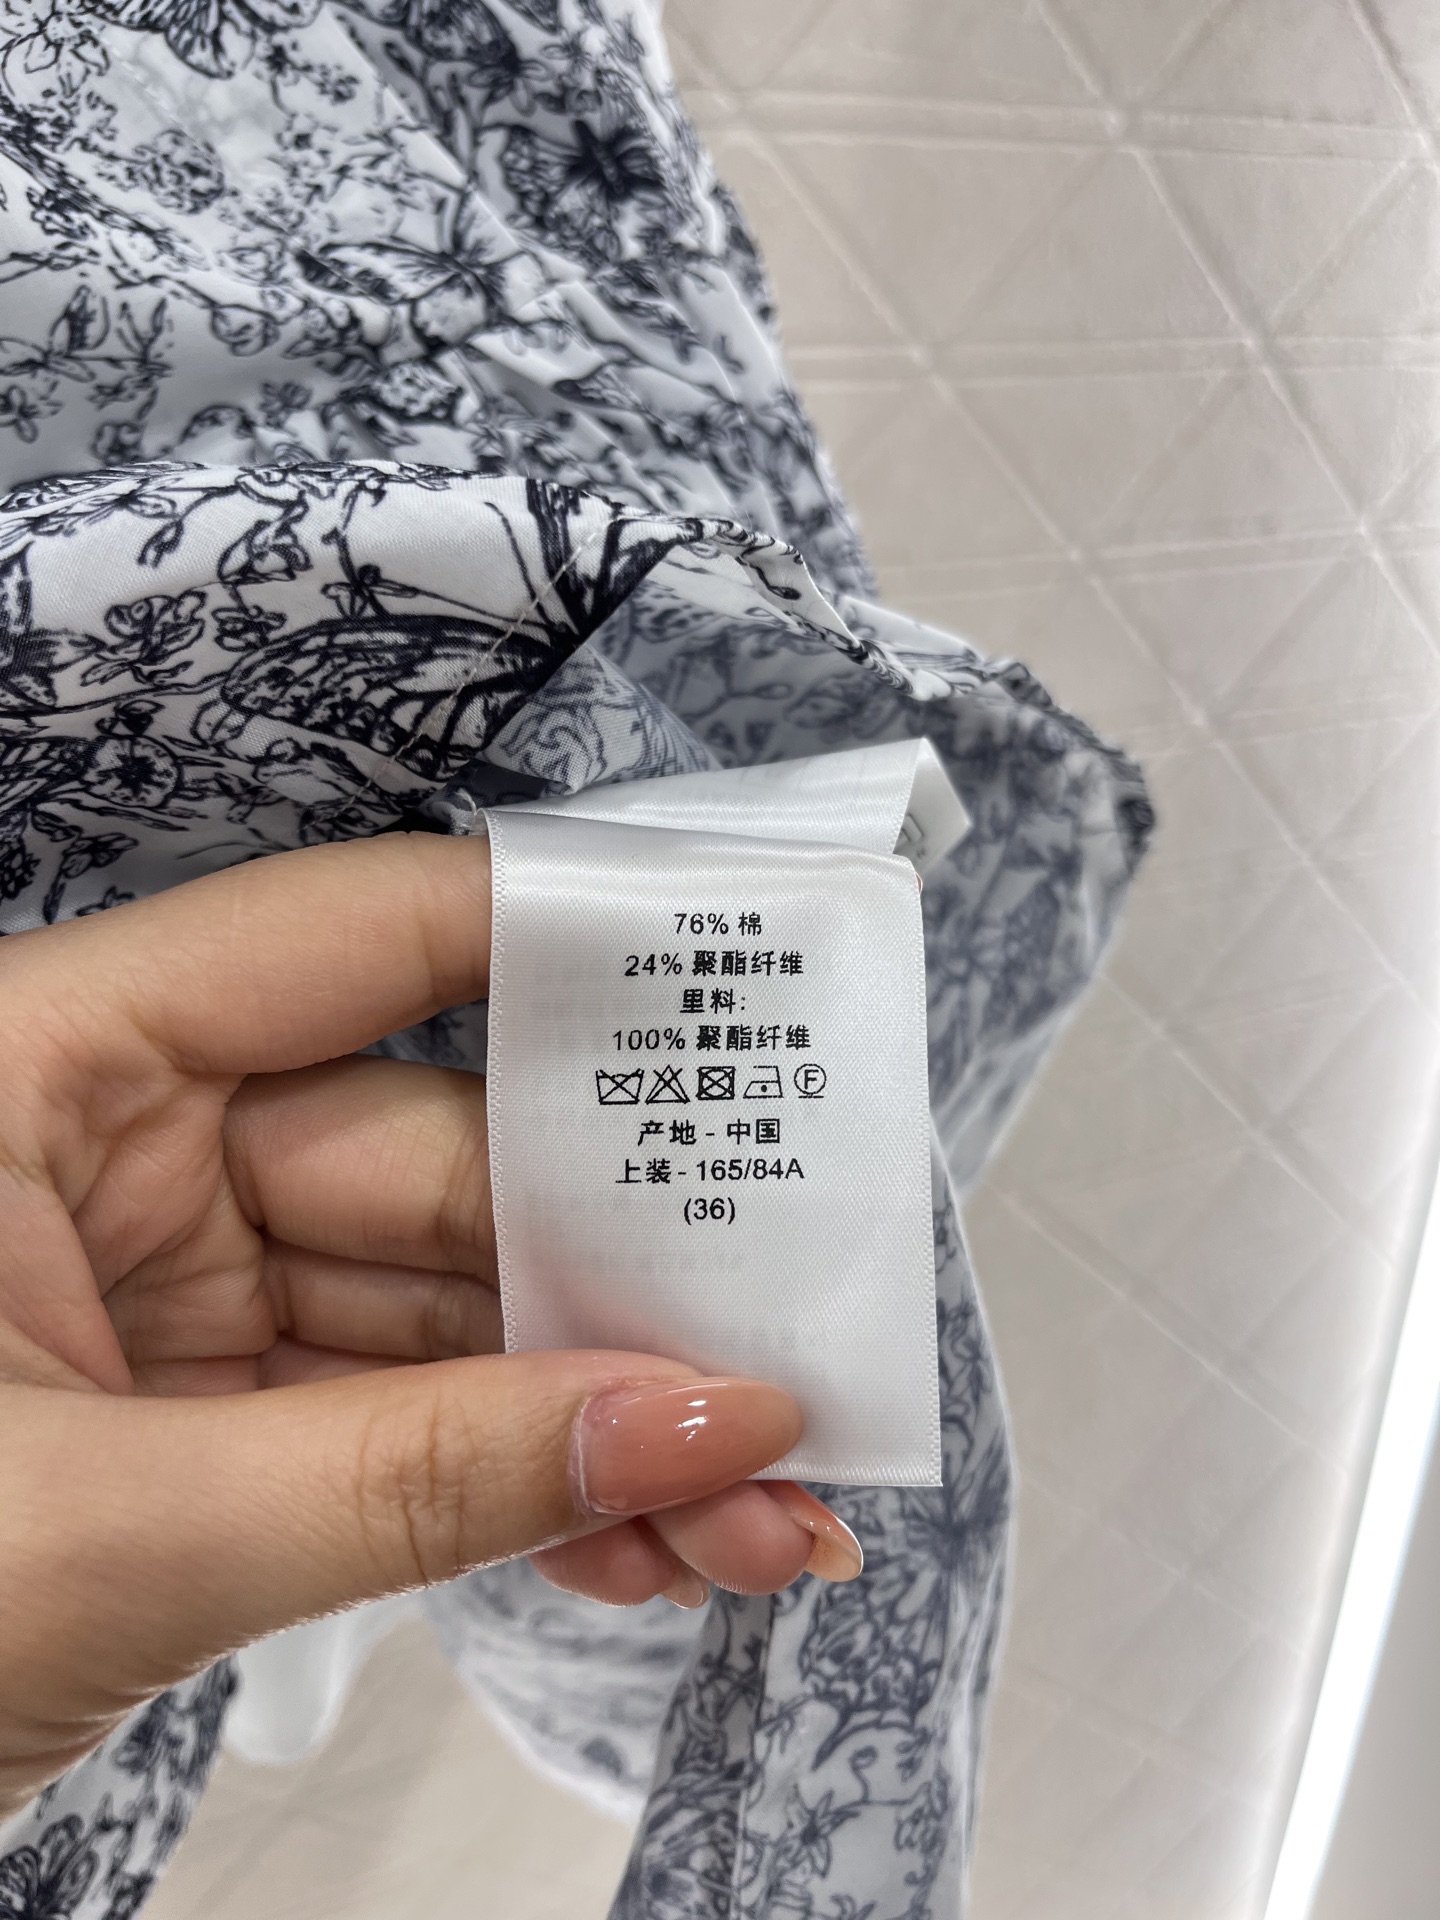 76% 棉
24% 聚酯纤维
里料:
100% 聚酯纤维
F
产地 - 中国
上装 - 165/84A
(36)